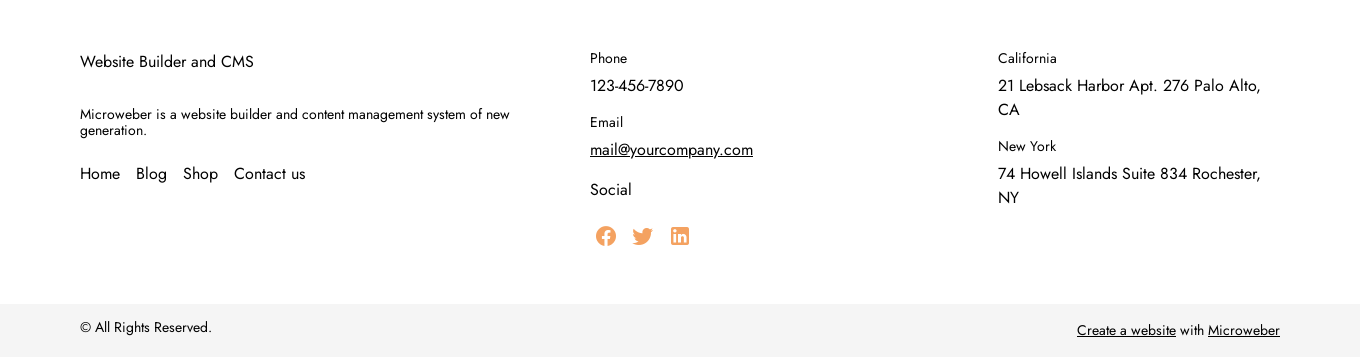 Website Builder and CMS
Microweber is a website builder and content management system of new
generation.
Home Blog Shop Contact us
Phone
123-456-7890
Email
mail@yourcompany.com
Social
California
21 Lebsack Harbor Apt. 276 Palo Alto,
CA
New York
74 Howell Islands Suite 834 Rochester,
NY
© All Rights Reserved.
Create a website with Microweber